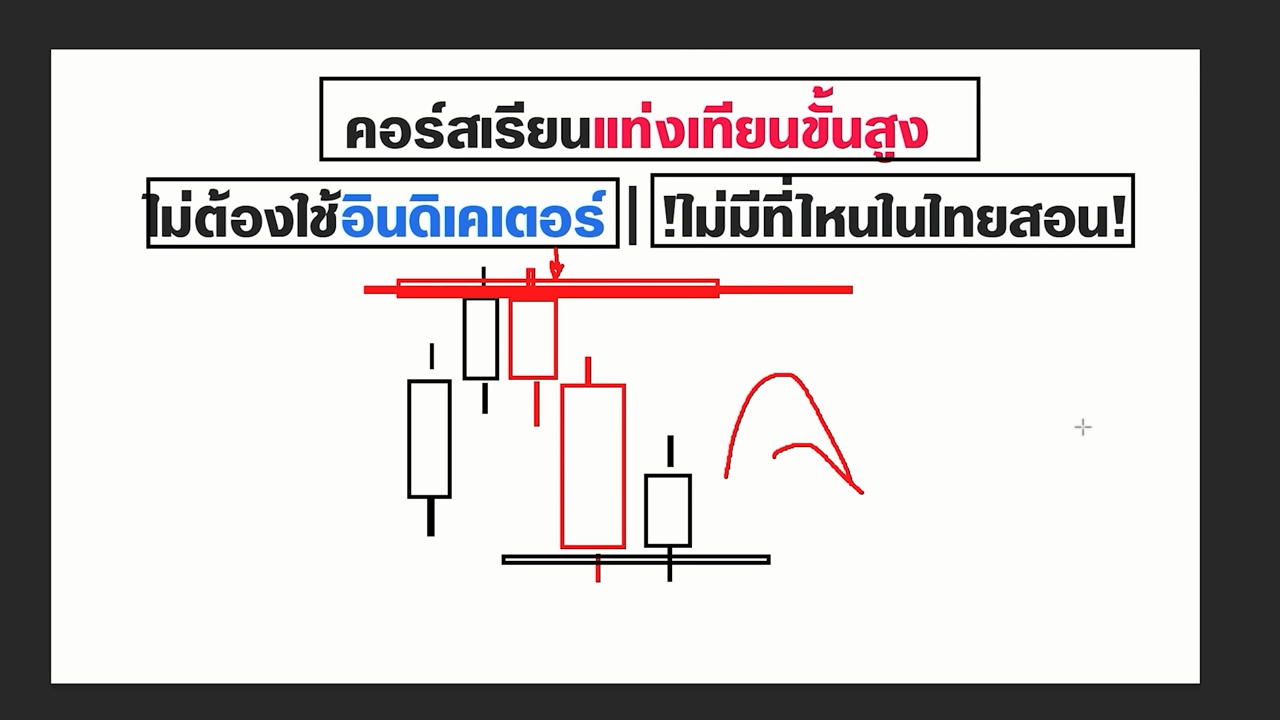 คอร์สเรียนแท่งเทียนขั้นสูง
ไม่ต้องใช้อินดิเคเตอร์ | !ไม่มีที่ไหนในไทยสอน!